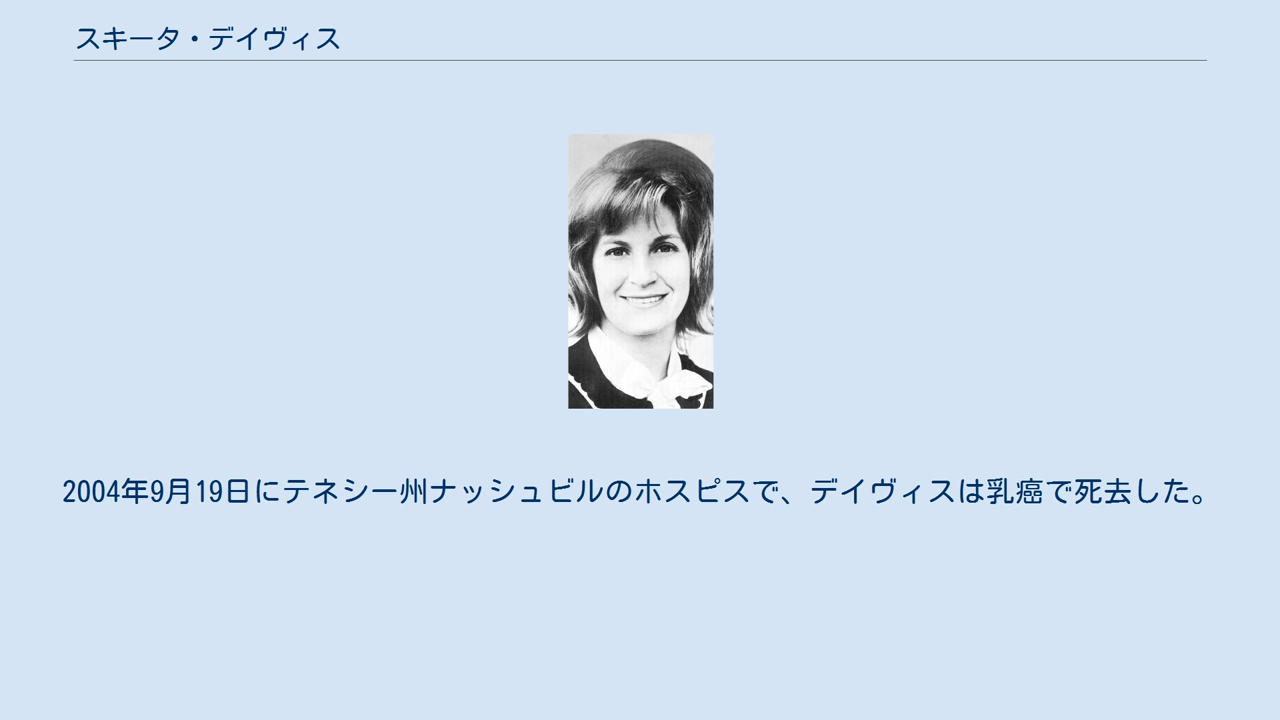 スキータ・デイヴィス
2004年9月19日にテネシー州ナッシュビルのホスピスで、デイヴィスは乳癌で死去した。